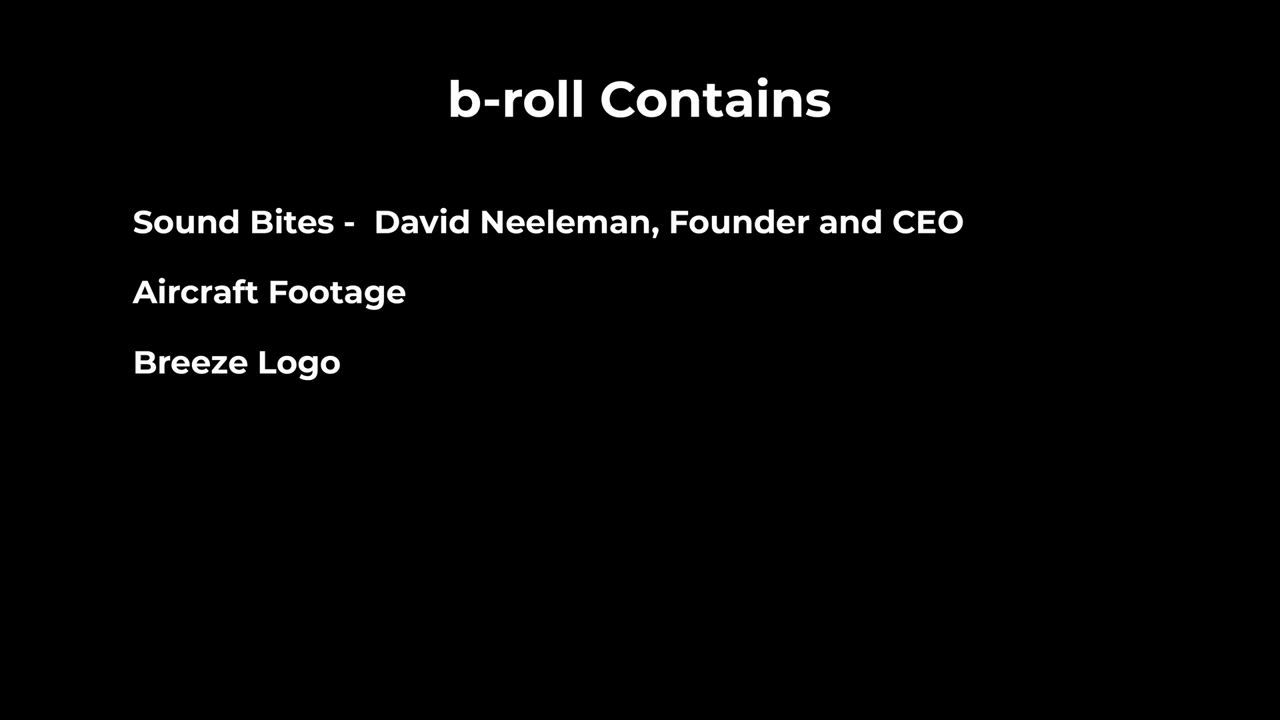 b-roll Contains
Sound Bites -  David Neeleman, Founder and CEO
Aircraft Footage
Breeze Logo